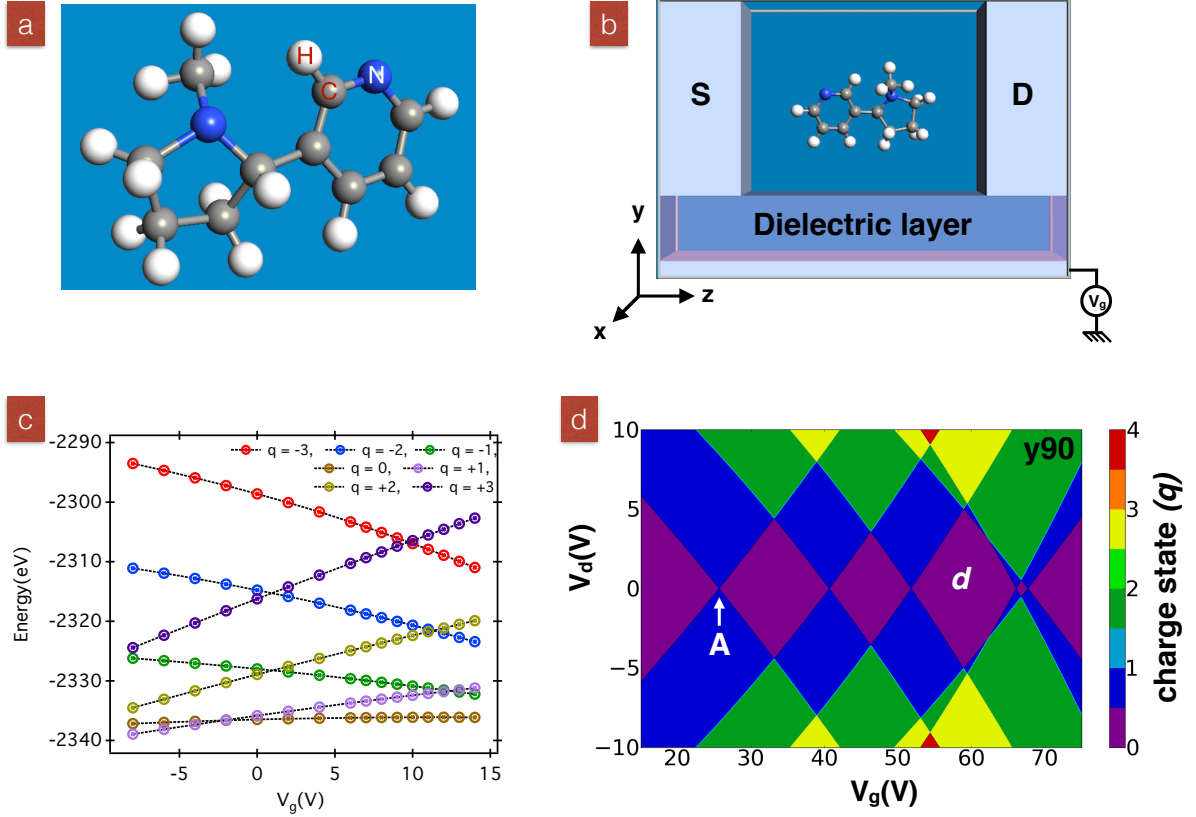 a
H
C
N
b
S
D
Dielectric layer
y
z
x
Vg
c
-2290
-2300
-2310
-2320
-2330
-2340
Energy(eV)
q = -3, q = -2, q = -1,
q = 0, q = +1,
q = +2, q = +3
-5 0 5 10 15
Vg(V)
d
10
5
0
−5
−10
Vd(V)
y90
d
A
20 30 40 50 60 70
Vg(V)
4
3
2
1
0
charge state (q)